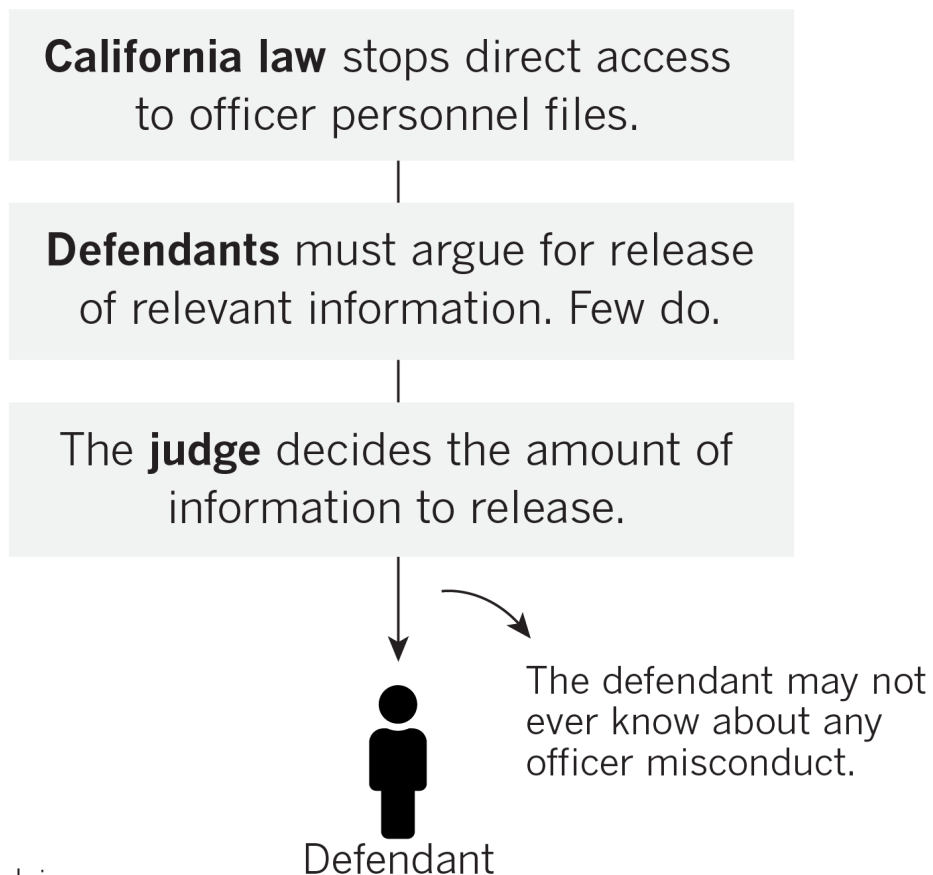 California law stops direct access
to officer personnel files.
Defendants must argue for release
of relevant information. Few do.
The judge decides the amount of
information to release.
The defendant may not
ever know about any
officer misconduct.
Defendant